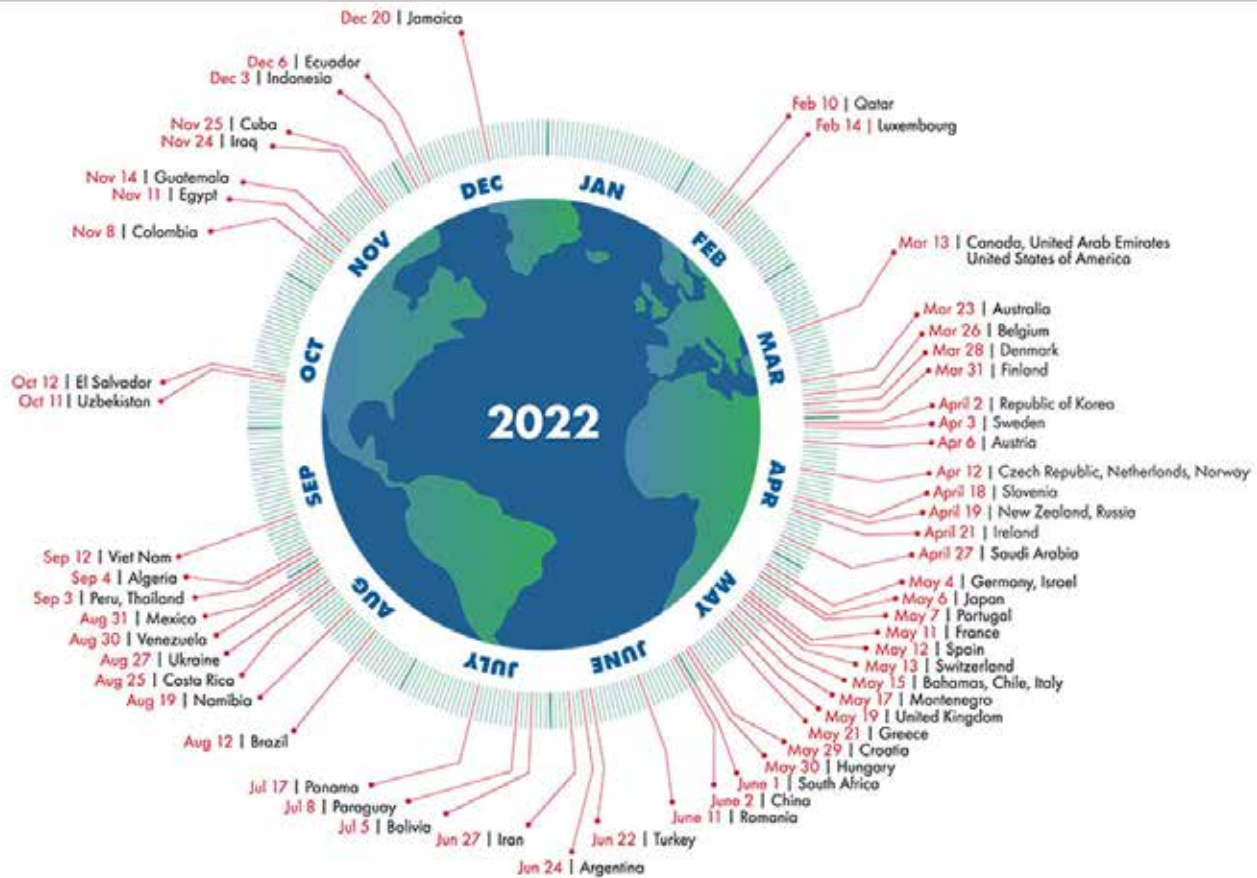 Dec 20 | Jamaica
Dec 6 | Ecuador
Dec 3 | Indonesia
Nov 25 | Cuba
Nov 24 | Iraq
Nov 14 | Guatemala
Nov 11 | Egypt
Nov 8 | Colombia
Oct 12 | El Salvador
Oct 11 | Uzbekistan
Sep 12 | Viet Nam
Sep 4 | Algeria
Sep 3 | Peru, Thailand
Aug 31 | Mexico
Aug 30 | Venezuela
Aug 27 | Ukraine
Aug 25 | Costa Rica
Aug 19 | Namibia
Aug 12 | Brazil
Jul 17 | Panama
Jul 8 | Paraguay
Jul 5 | Bolivia
Jun 27 | Iran
Jun 24 | Argentina
Jun 22 | Turkey
Feb 10 | Qatar
Feb 14 | Luxembourg
Mar 13 | Canada, United Arab Emirates
United States of America
Mar 23 | Australia
Mar 26 | Belgium
Mar 28 | Denmark
Mar 31 | Finland
April 2 | Republic of Korea
Apr 3 | Sweden
Apr 6 | Austria
Apr 12 | Czech Republic, Netherlands, Norway
April 18 | Slovenia
April 19 | New Zealand, Russia
April 21 | Ireland
April 27 | Saudi Arabia
May 4 | Germany, Israel
May 6 | Japan
May 7 | Portugal
May 11 | France
May 12 | Spain
May 13 | Switzerland
May 15 | Bahamas, Chile, Italy
May 17 | Montenegro
May 19 | United Kingdom
May 21 | Greece
May 29 | Croatia
May 30 | Hungary
June 1 | South Africa
June 2 | China
June 11 | Romania
JAN
FEB
MAR
APR
MAY
JUNE
JULY
AUG
SEP
OCT
NOV
DEC
2022